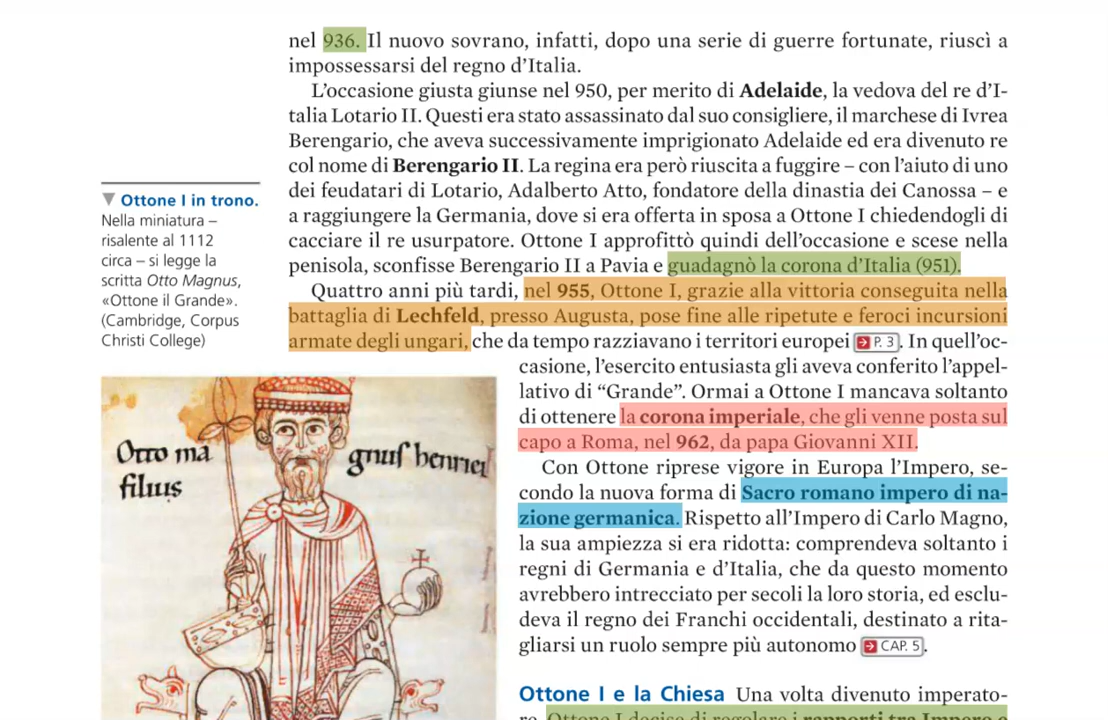 nel 936. Il nuovo sovrano, infatti, dopo una serie di guerre fortunate, riuscì a
impossessarsi del regno d'Italia.
L'occasione giusta giunse nel 950, per merito di Adelaide, la vedova del re d'I-
talia Lotario II. Questi era stato assassinato dal suo consigliere, il marchese di Ivrea
Berengario, che aveva successivamente imprigionato Adelaide ed era divenuto re
col nome di Berengario II. La regina era però riuscita a fuggire – con l'aiuto di uno
dei feudatari di Lotario, Adalberto Atto, fondatore della dinastia dei Canossa – e
a raggiungere la Germania, dove si era offerta in sposa a Ottone I chiedendogli di
cacciare il re usurpatore. Ottone I approfittò quindi dell'occasione e scese nella
penisola, sconfisse Berengario II a Pavia e guadagnò la corona d'Italia (951).
Quattro anni più tardi, nel 955, Ottone I, grazie alla vittoria conseguita nella
battaglia di Lechfeld, presso Augusta, pose fine alle ripetute e feroci incursioni
armate degli ungari, che da tempo razziavano i territori europei P. 3. In quell'oc-
casione, l'esercito entusiasta gli aveva conferito l'appel-
lativo di "Grande". Ormai a Ottone I mancava soltanto
di ottenere la corona imperiale, che gli venne posta sul
capo a Roma, nel 962, da papa Giovanni XII.
Con Ottone riprese vigore in Europa l'Impero, se-
condo la nuova forma di Sacro romano impero di na-
zione germanica. Rispetto all'Impero di Carlo Magno,
la sua ampiezza si era ridotta: comprendeva soltanto i
regni di Germania e d'Italia, che da questo momento
avrebbero intrecciato per secoli la loro storia, ed esclu-
deva il regno dei Franchi occidentali, destinato a rita-
gliarsi un ruolo sempre più autonomo CAP. 5.
Ottone I e la Chiesa Una volta divenuto imperato-
re, Ottone I decise di regolare i rapporti tra Impero e
▼ Ottone I in trono.
Nella miniatura –
risalente al 1112
circa – si legge la
scritta Otto Magnus,
«Ottone il Grande».
(Cambridge, Corpus
Christi College)
Otto ma gnus henrici
filius